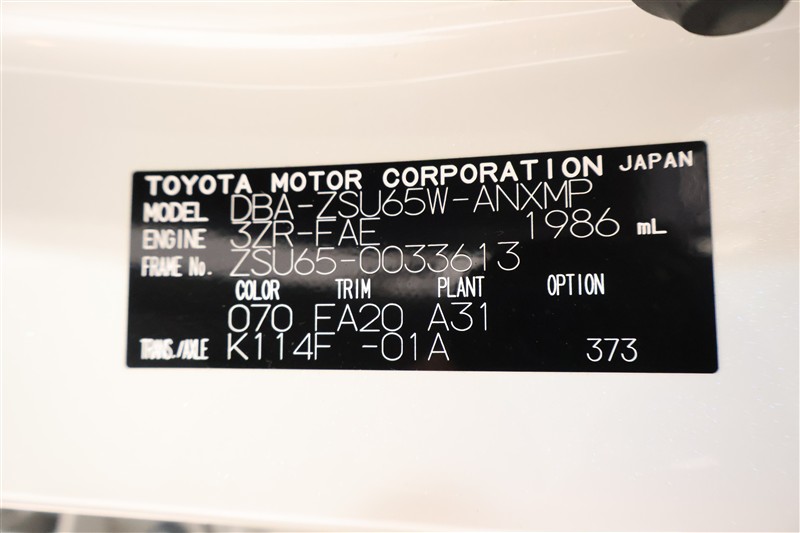 TOYOTA MOTOR CORPORATION JAPAN
MODEL DBA-ZSU65W-ANXMP
ENGINE 3ZR-FAE 1986 mL
FRAME No. ZSU65-0033613
COLOR TRIM PLANT OPTION
070 FA20 A31
TRANS./AXLE K114F -01A 373